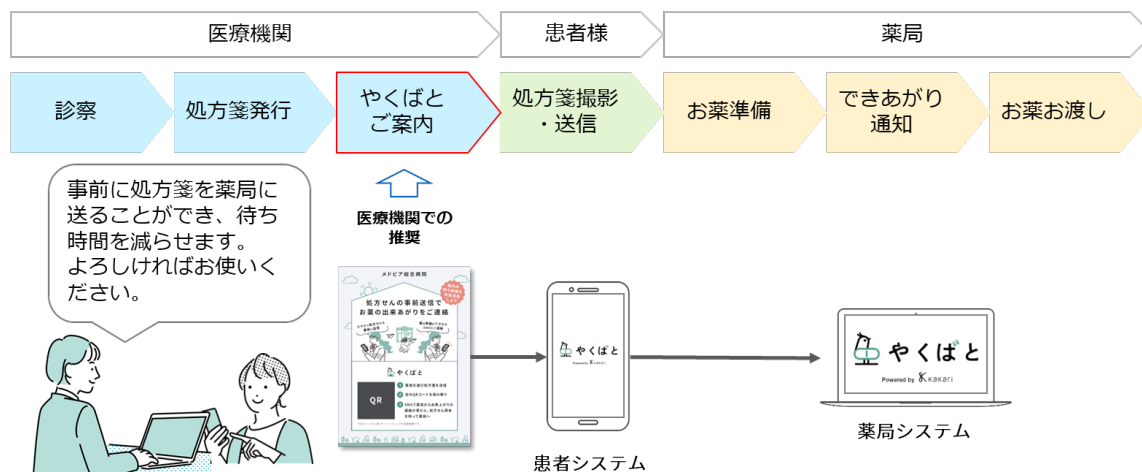 医療機関
患者様
薬局
診察
処方箋発行
やくばと
ご案内
処方箋撮影
・送信
お薬準備
できあがり
通知
お薬お渡し
事前に処方箋を薬局に
送ることができ、待ち
時間を減らせます。
よろしければお使いく
ださい。
医療機関での
推奨
メドピア総合病院
処方せんの事前送信で
お薬の出来あがりをご連絡
やくばと
QR
1
2
3
やくばと
Powered by kakari
患者システム
やくばと
Powered by kakari
薬局システム